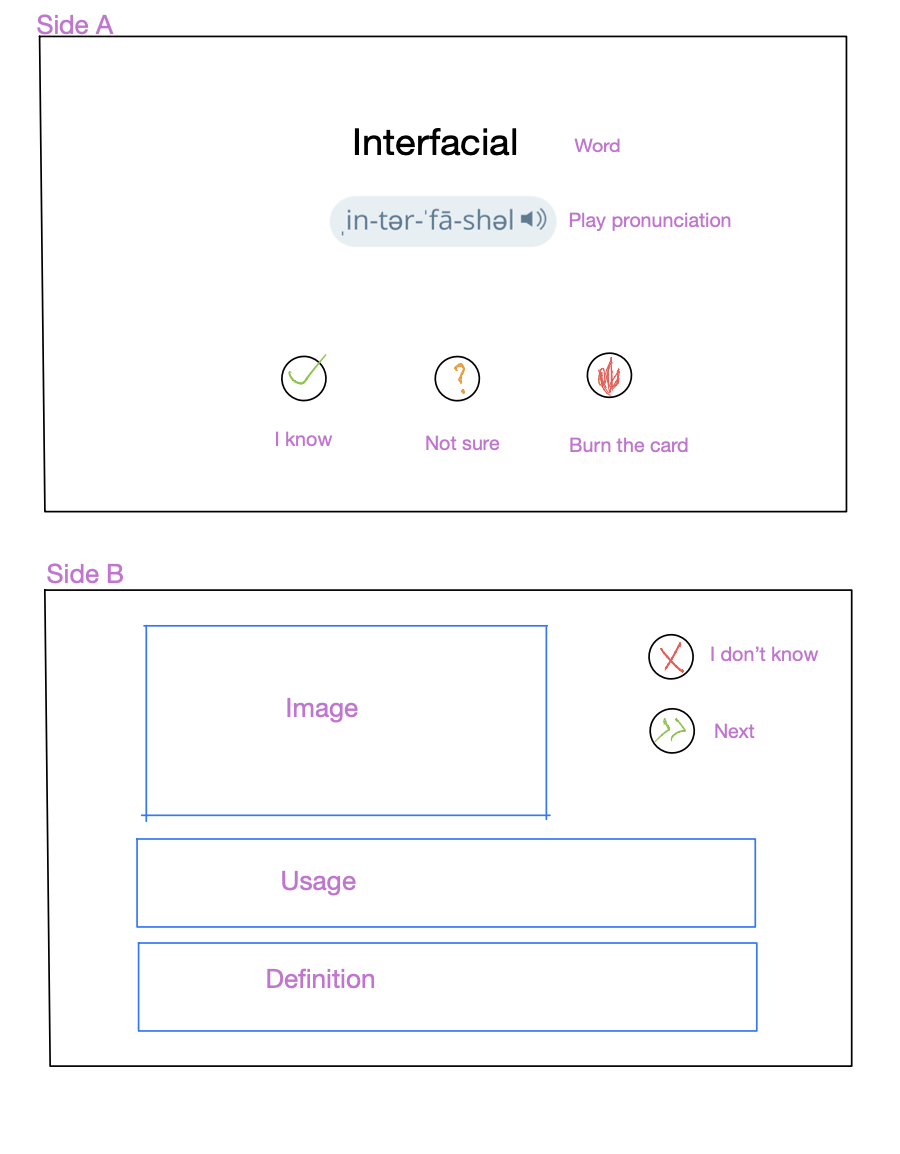 Side A
Interfacial
Word
ˌin-tər-ˈfā-shəl
Play pronunciation
?
I know
Not sure
Burn the card
Side B
Image
I don’t know
Next
Usage
Definition